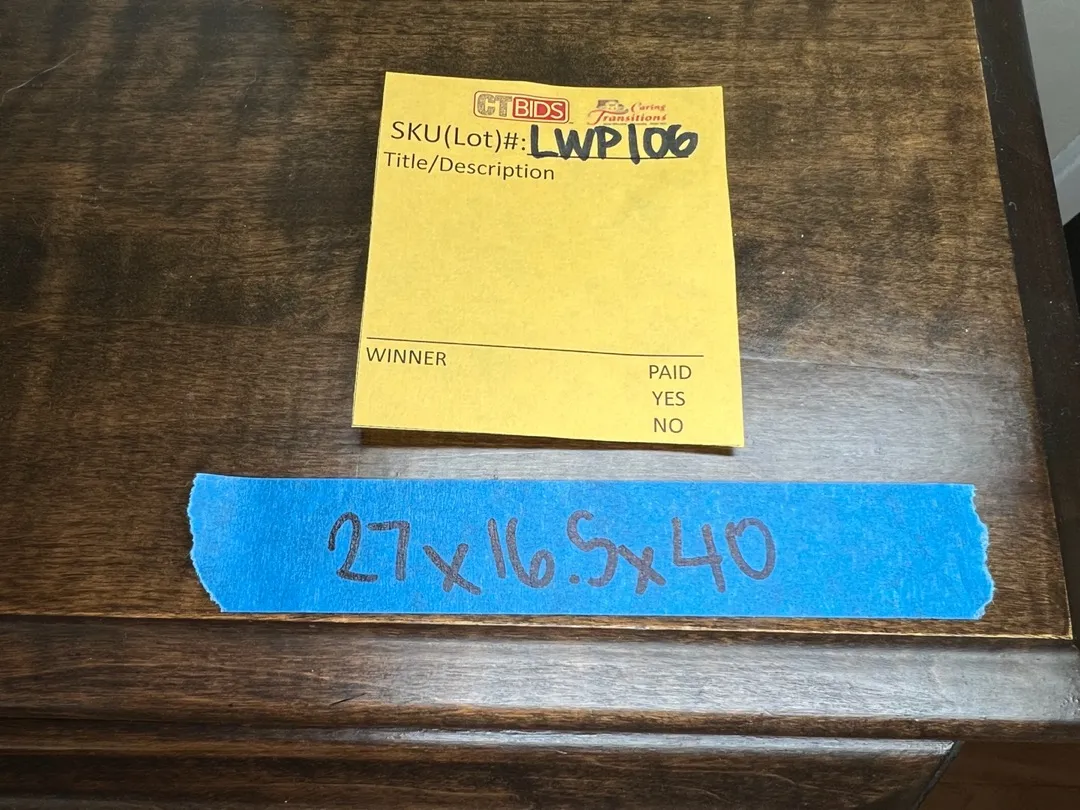 CTBIDS Caring Transitions
SKU(Lot)#: LWP106
Title/Description
WINNER
PAID
YES
NO
27x16.5x40